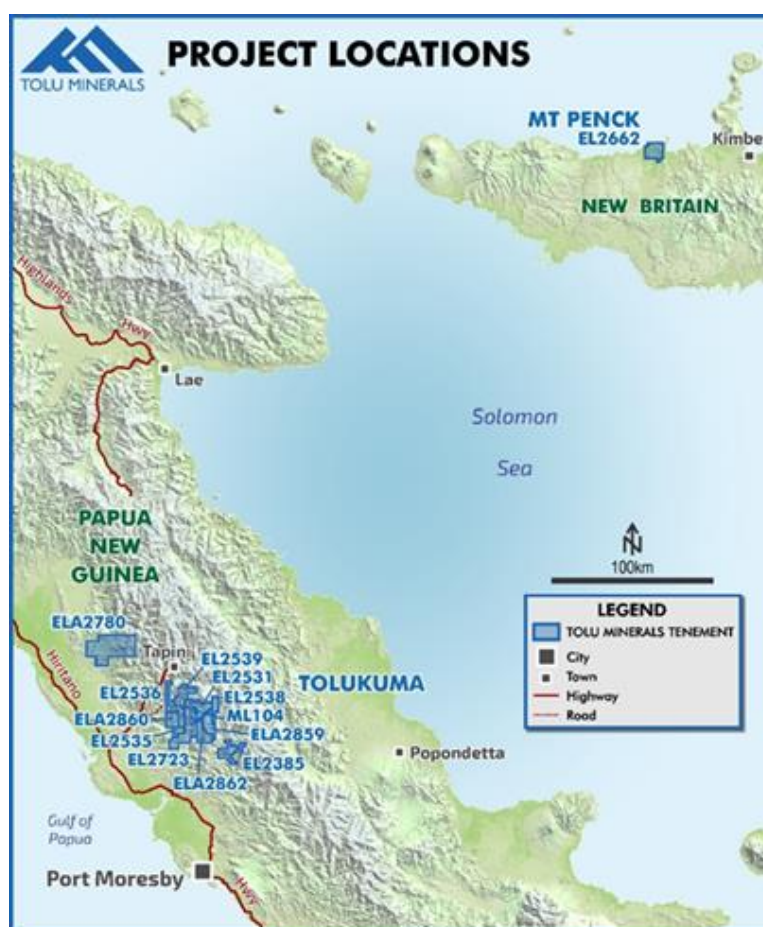 TOLU MINERALS
PROJECT LOCATIONS
MT PENCK
EL2662
Kimbe
NEW BRITAIN
Highlands
Hwy
Lae
Solomon
Sea
PAPUA
NEW
GUINEA
N
100km
LEGEND
TOLU MINERALS TENEMENT
City
Town
Highway
Road
ELA2780
Tapin
Hiritano
EL2539
EL2531
EL2536
EL2538
TOLUKUMA
ELA2860
ML104
EL2535
ELA2859
EL2723
EL2385
ELA2862
Popondetta
Gulf of
Papua
Port Moresby
Hwy